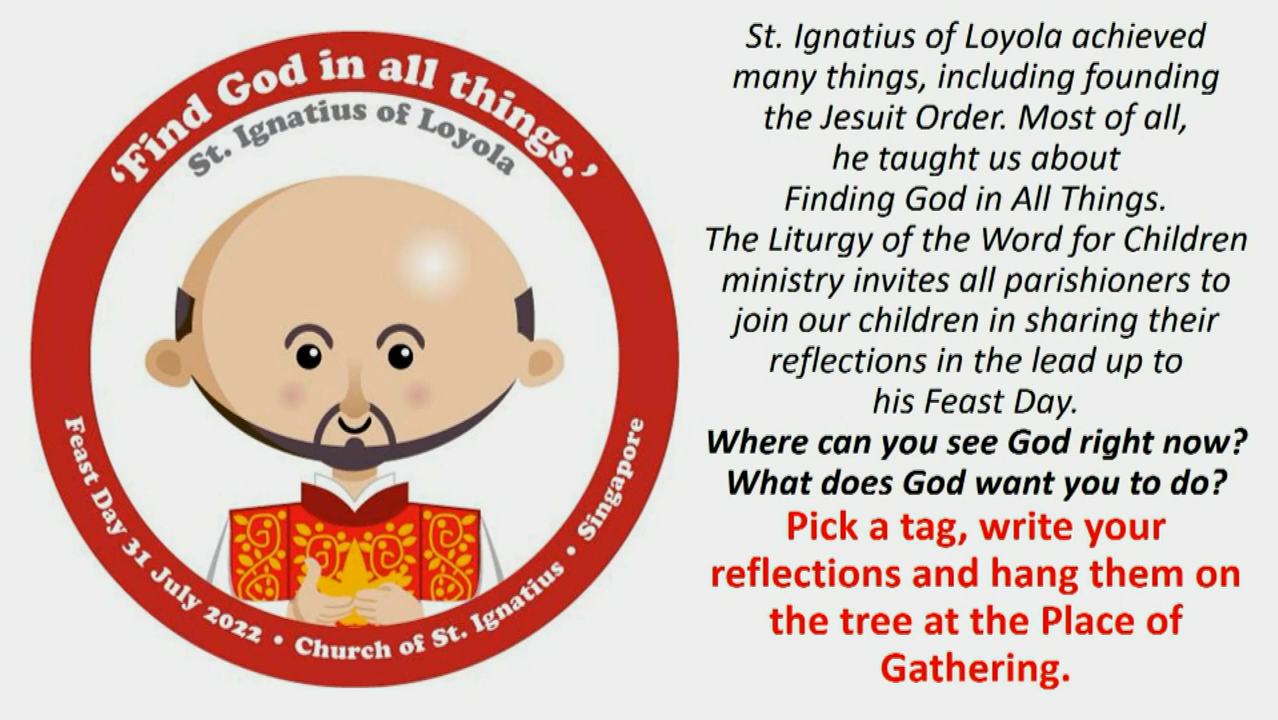 ‘Find God in all things.’
St. Ignatius of Loyola
Feast Day 31 July 2022 • Church of St. Ignatius • Singapore
St. Ignatius of Loyola achieved
many things, including founding
the Jesuit Order. Most of all,
he taught us about
Finding God in All Things.
The Liturgy of the Word for Children
ministry invites all parishioners to
join our children in sharing their
reflections in the lead up to
his Feast Day.
Where can you see God right now?
What does God want you to do?
Pick a tag, write your
reflections and hang them on
the tree at the Place of
Gathering.